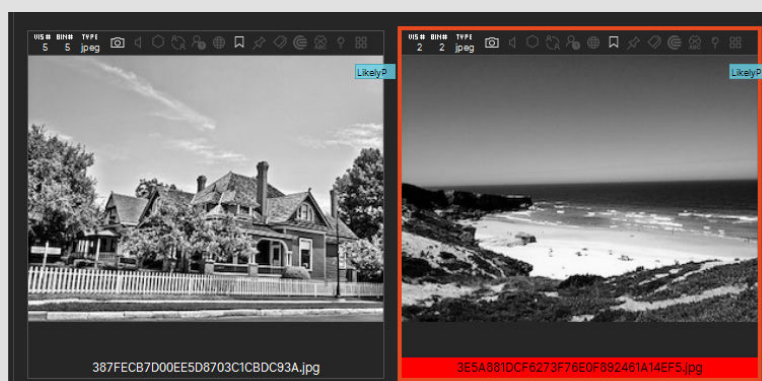 VIS # BIN # TYPE
5 5 jpeg
LikelyP
387FECB7D00EE5D8703C1CBDC93A.jpg
VIS # BIN # TYPE
2 2 jpeg
LikelyP
3E5A881DCF6273F76E0F892461A14EF5.jpg